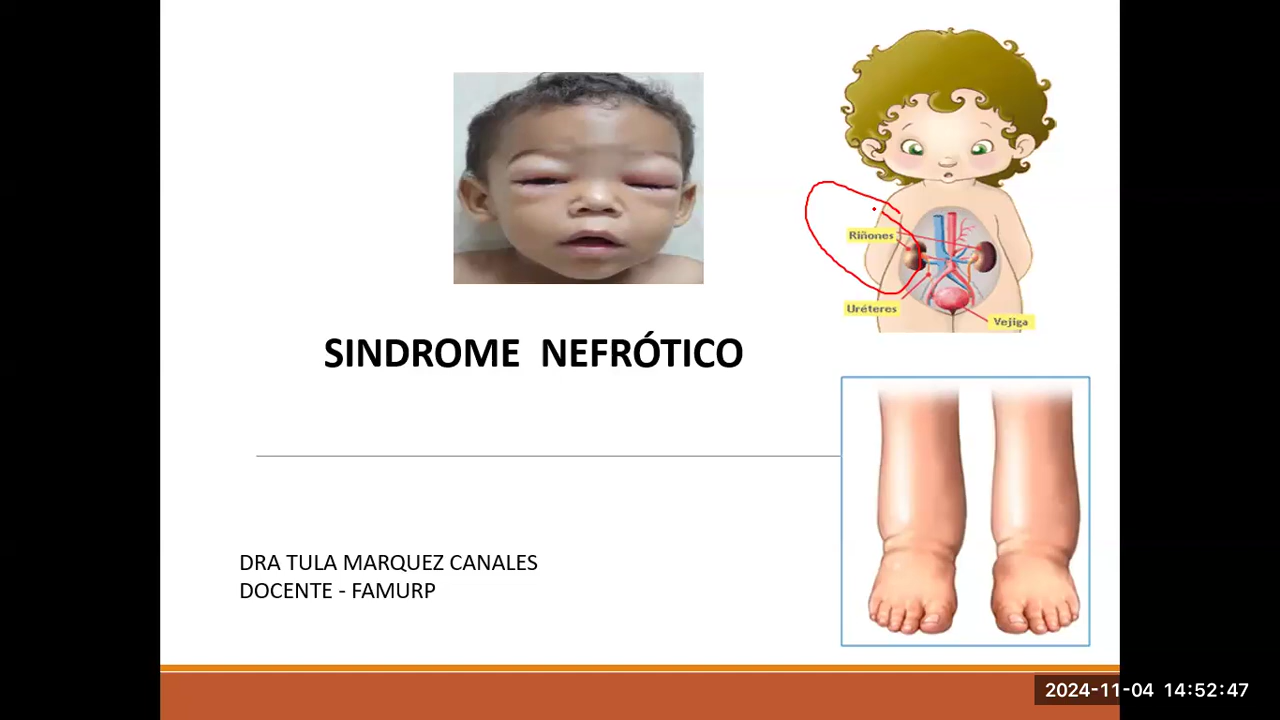 Riñones
Uréteres
Vejiga
SINDROME NEFRÓTICO
DRA TULA MARQUEZ CANALES
DOCENTE - FAMURP
2024-11-04 14:52:47